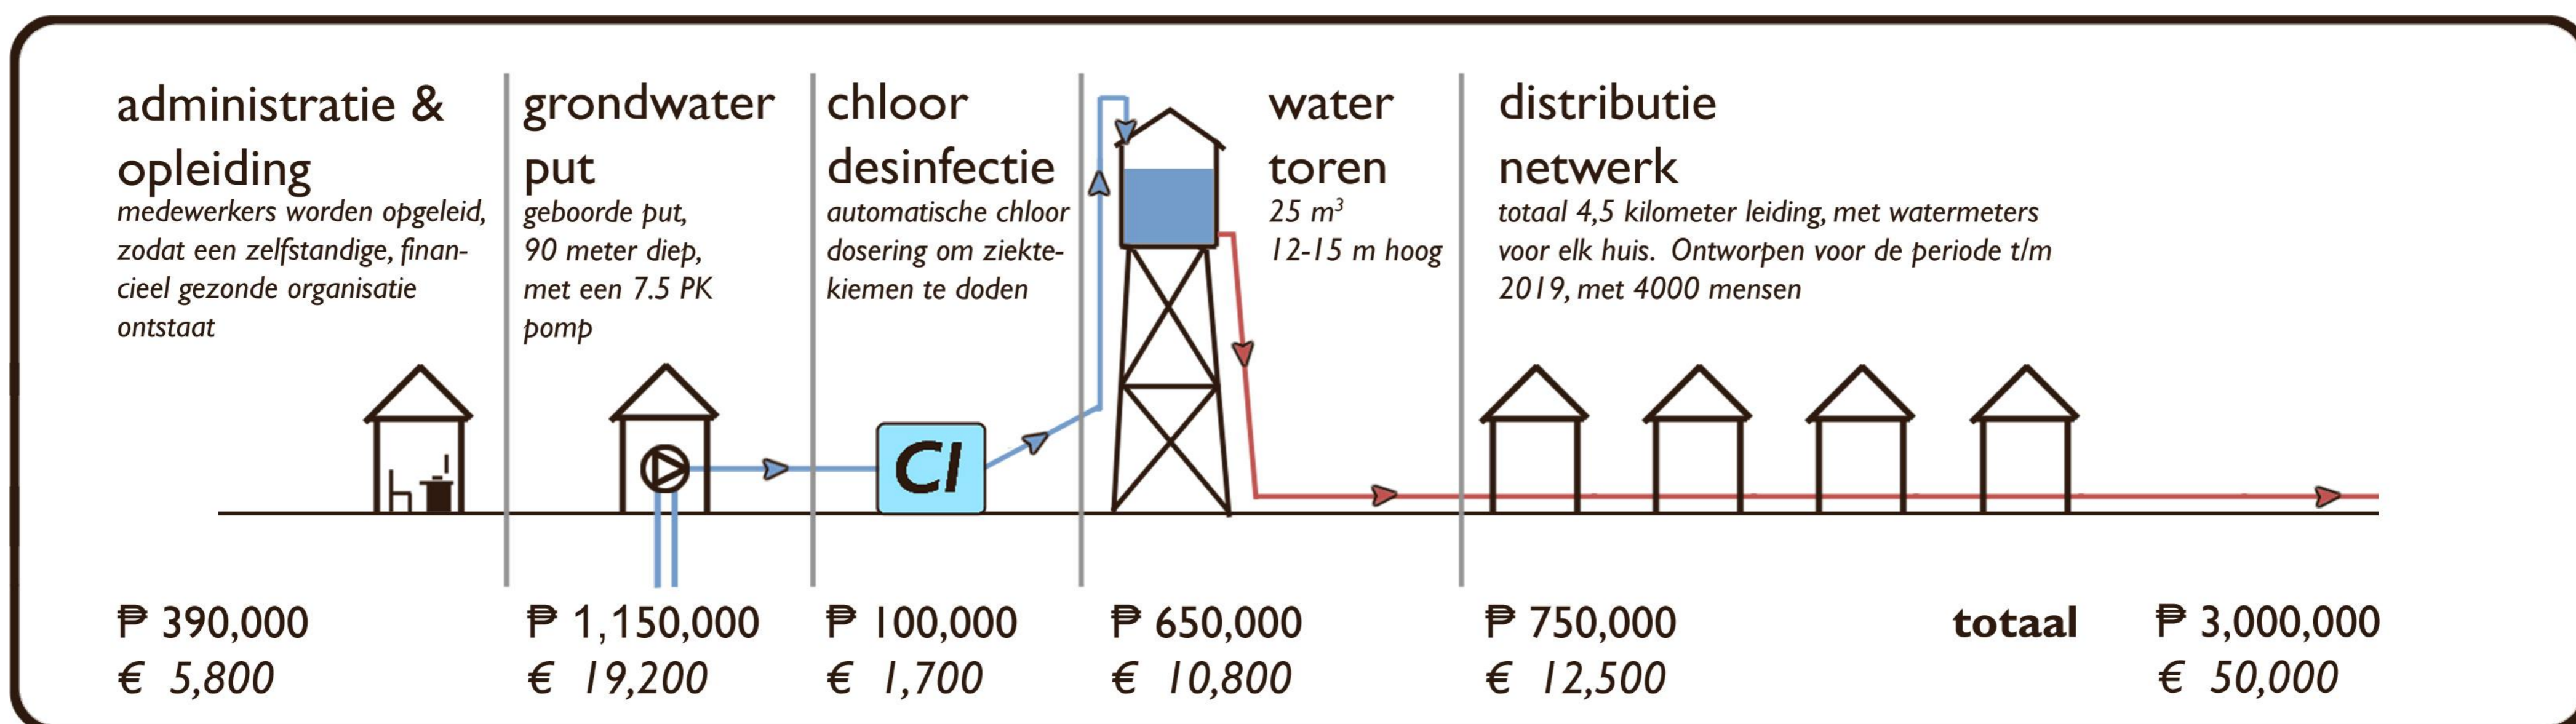 administratie &
opleiding
medewerkers worden opgeleid,
zodat een zelfstandige, finan-
cieel gezonde organisatie
ontstaat
₱ 390,000
€ 5,800
grondwater
put
geboorde put,
90 meter diep,
met een 7.5 PK
pomp
₱ 1,150,000
€ 19,200
chloor
desinfectie
automatische chloor
dosering om ziekte-
kiemen te doden
Cl
₱ 100,000
€ 1,700
water
toren
25 m³
12-15 m hoog
₱ 650,000
€ 10,800
distributie
netwerk
totaal 4,5 kilometer leiding, met watermeters
voor elk huis. Ontworpen voor de periode t/m
2019, met 4000 mensen
₱ 750,000
€ 12,500
totaal ₱ 3,000,000
€ 50,000